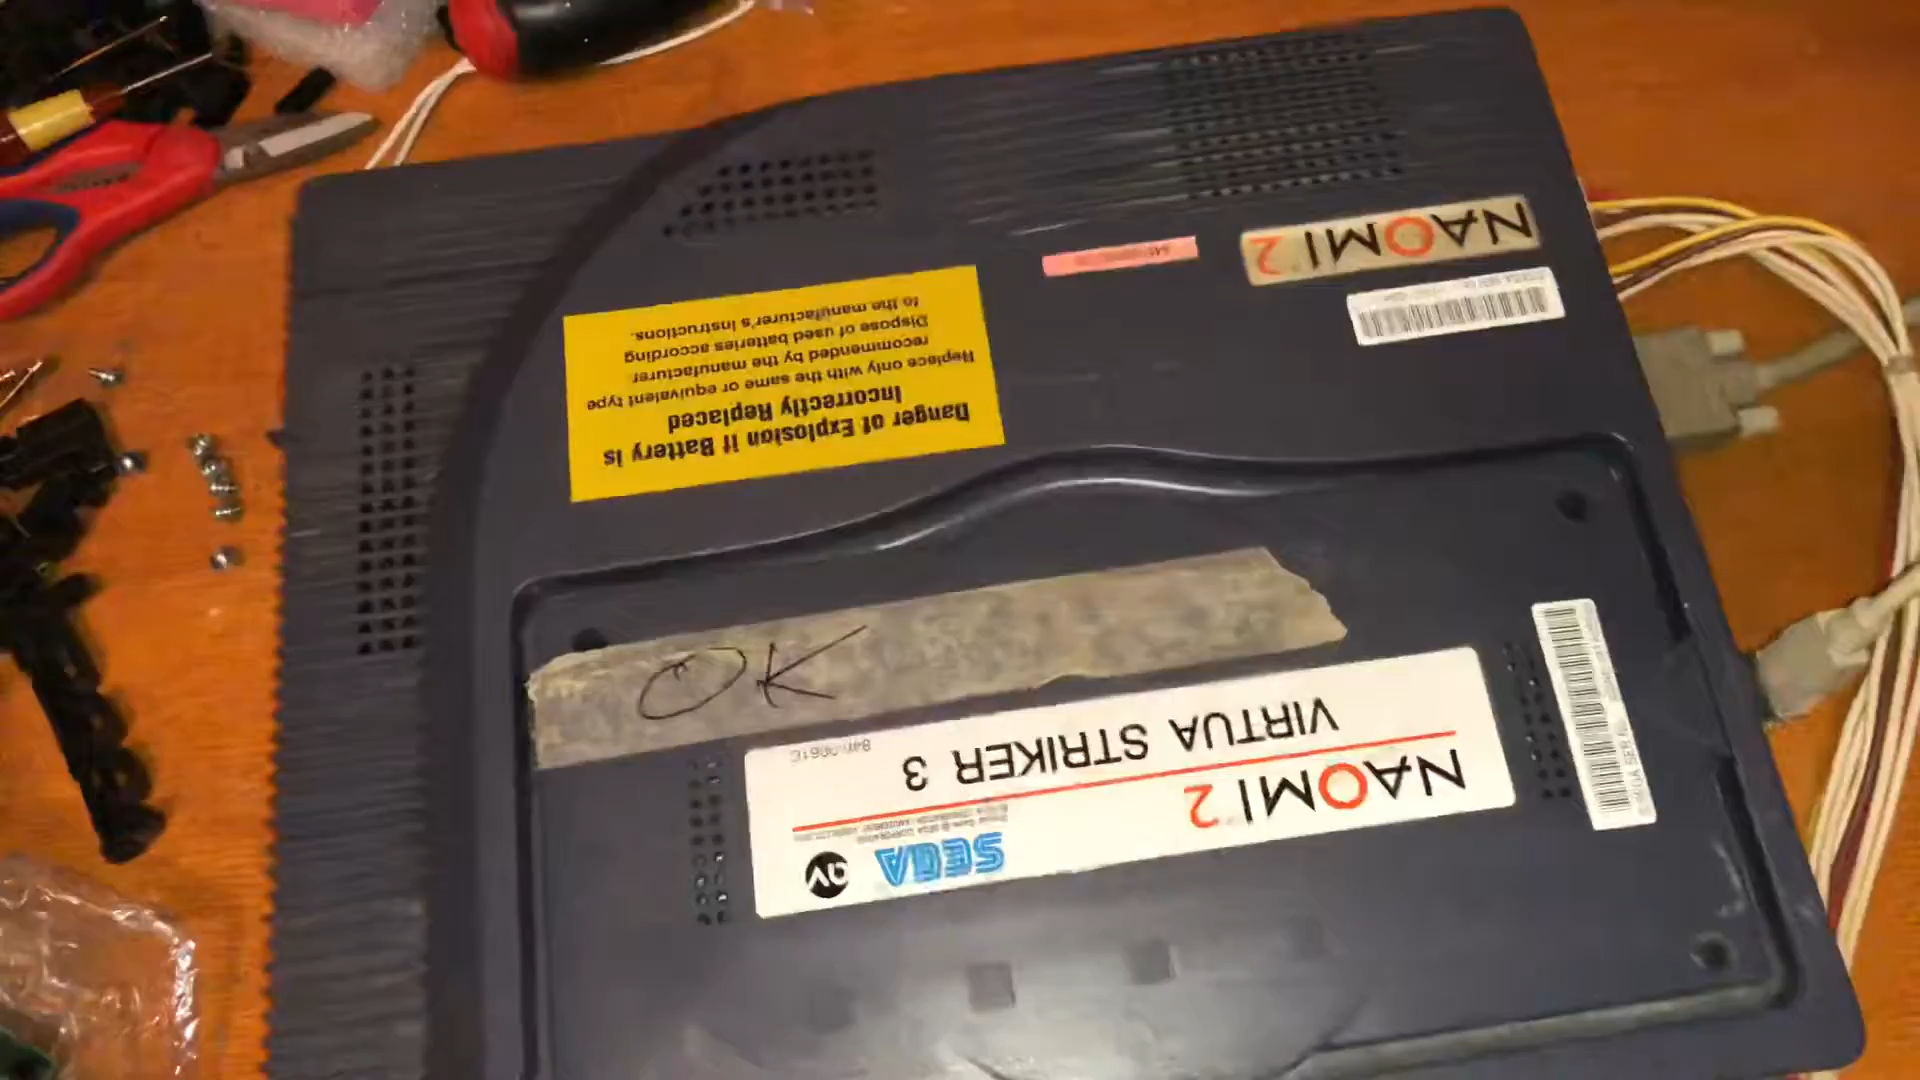 NAOMI 2
Danger of Explosion if Battery is
Incorrectly Replaced
Replace only with the same or equivalent type
recommended by the manufacturer
Dispose of used batteries according
to the manufacturer's instructions.
OK
SEGA
NAOMI 2
VIRTUA STRIKER 3